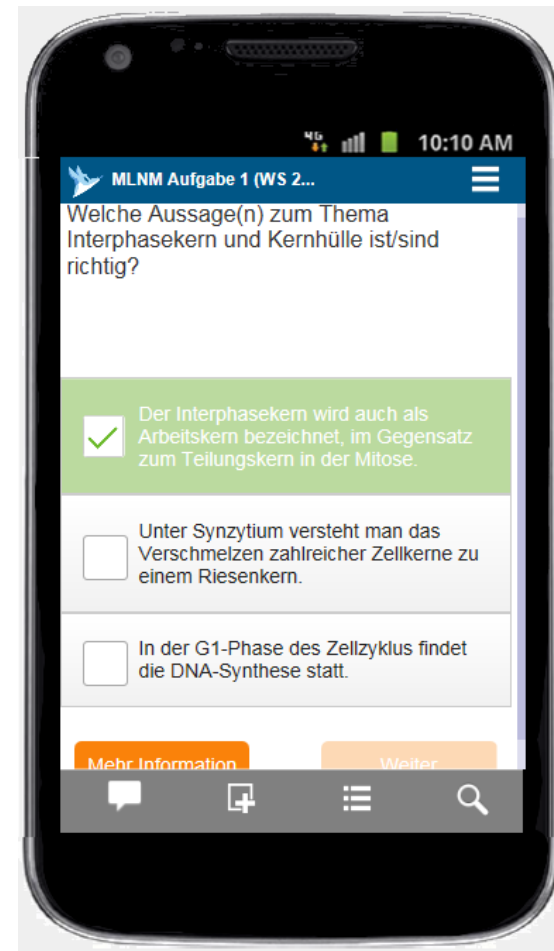 4G 10:10 AM
MLNM Aufgabe 1 (WS 2...
Welche Aussage(n) zum Thema
Interphasekern und Kernhülle ist/sind
richtig?
Der Interphasekern wird auch als
Arbeitskern bezeichnet, im Gegensatz
zum Teilungskern in der Mitose.
Unter Synzytium versteht man das
Verschmelzen zahlreicher Zellkerne zu
einem Riesenkern.
In der G1-Phase des Zellzyklus findet
die DNA-Synthese statt.
Mehr Information Weiter